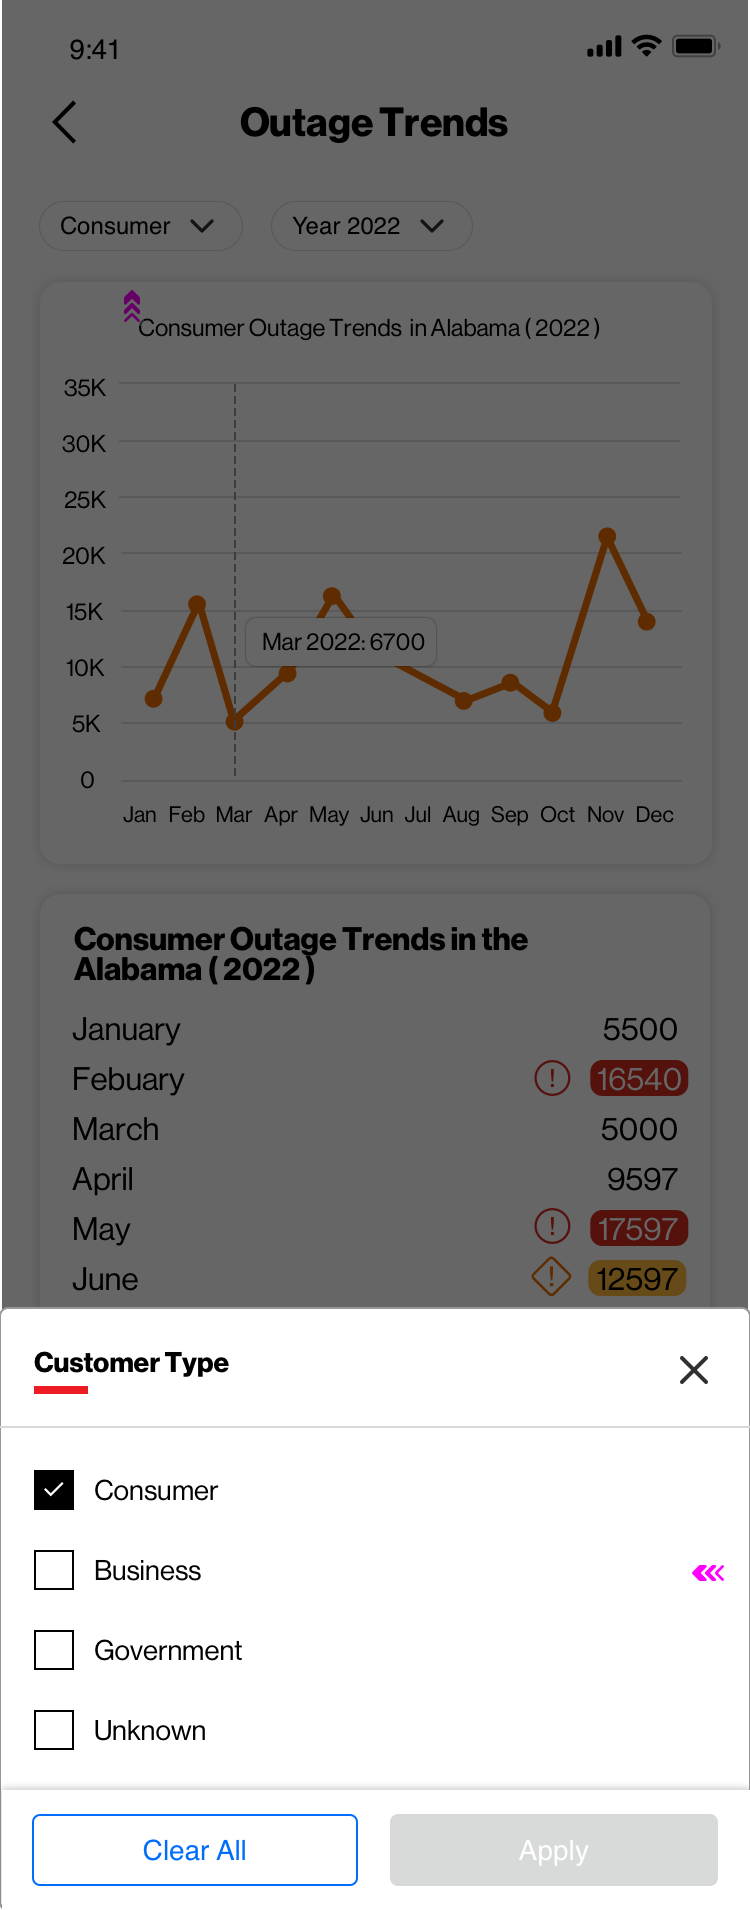 9:41
Outage Trends
Consumer
Year 2022
Consumer Outage Trends in Alabama ( 2022 )
35K
30K
25K
20K
15K
Mar 2022: 6700
10K
5K
0
Jan Feb Mar Apr May Jun Jul Aug Sep Oct Nov Dec
Consumer Outage Trends in the
Alabama ( 2022 )
January 5500
Febuary 16540
March 5000
April 9597
May 17597
June 12597
Customer Type
Consumer
Business
Government
Unknown
Clear All
Apply